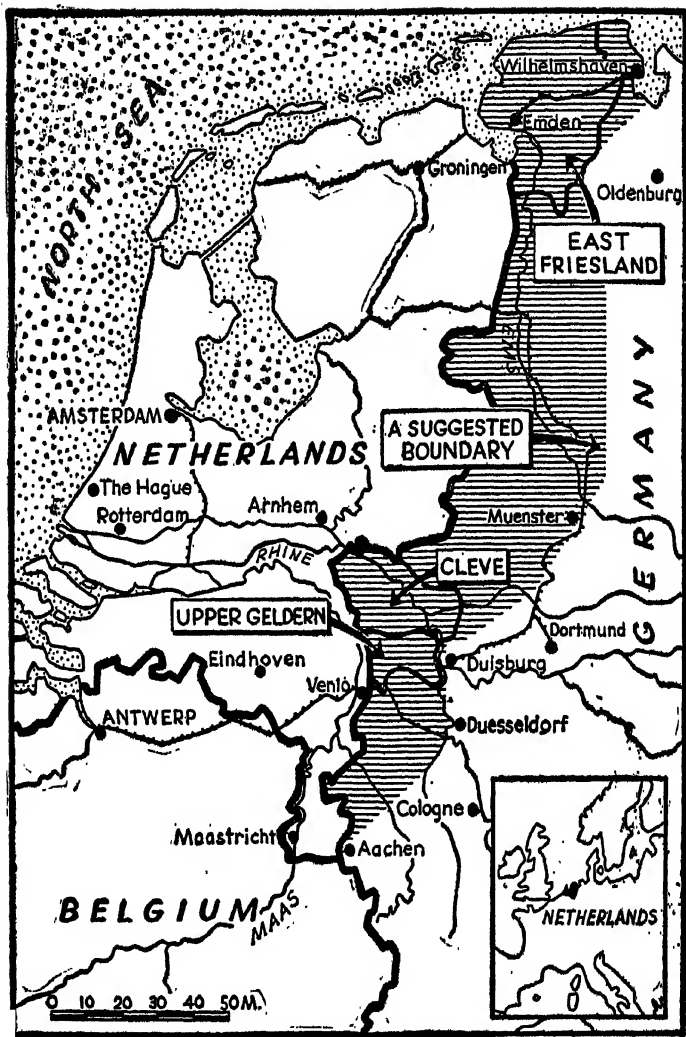 NORTH SEA
Wilhelmshaven
Emden
Groningen
Oldenburg
EAST
FRIESLAND
EMS
GERMANY
AMSTERDAM
NETHERLANDS
A SUGGESTED
BOUNDARY
The Hague
Rotterdam
Arnhem
Muenster
RHINE
CLEVE
UPPER GELDERN
Dortmund
Eindhoven
Duisburg
Venlo
ANTWERP
Duesseldorf
Cologne
Maastricht
Aachen
BELGIUM
MAAS
NETHERLANDS
0 10 20 30 40 50 M.